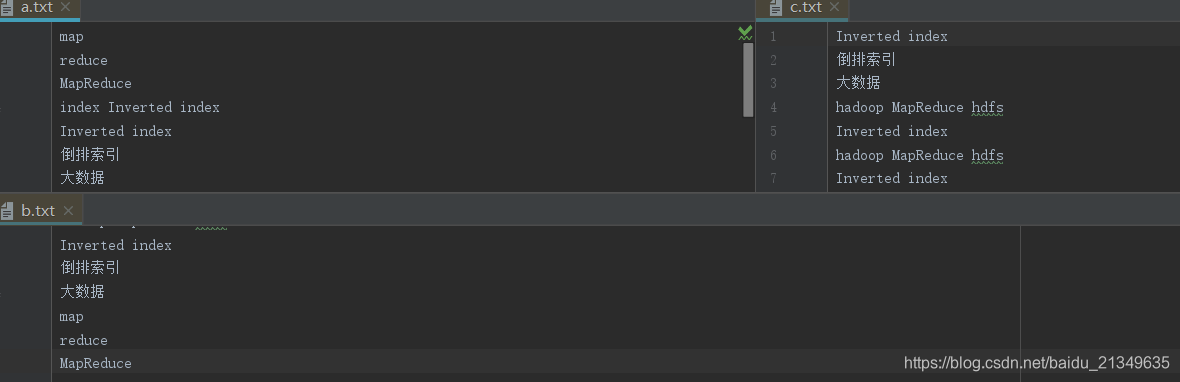 a.txt
map
reduce
MapReduce
index Inverted index
Inverted index
倒排索引
大数据
c.txt
1 Inverted index
2 倒排索引
3 大数据
4 hadoop MapReduce hdfs
5 Inverted index
6 hadoop MapReduce hdfs
7 Inverted index
b.txt
Inverted index
倒排索引
大数据
map
reduce
MapReduce
https://blog.csdn.net/baidu_21349635